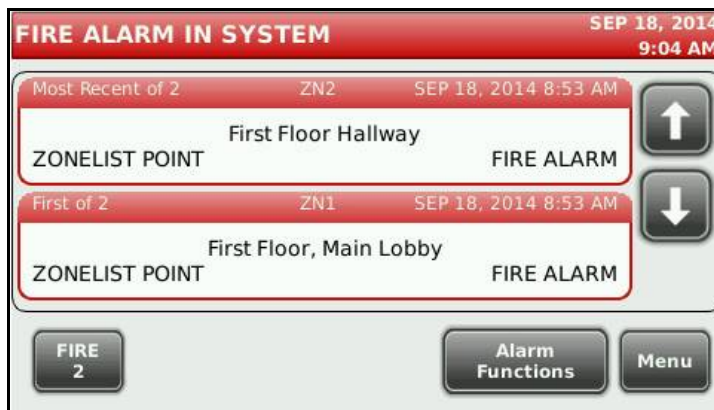 FIRE ALARM IN SYSTEM
SEP 18, 2014
9:04 AM
Most Recent of 2 ZN2 SEP 18, 2014 8:53 AM
First Floor Hallway
ZONELIST POINT FIRE ALARM
First of 2 ZN1 SEP 18, 2014 8:53 AM
First Floor, Main Lobby
ZONELIST POINT FIRE ALARM
FIRE
2
Alarm
Functions
Menu